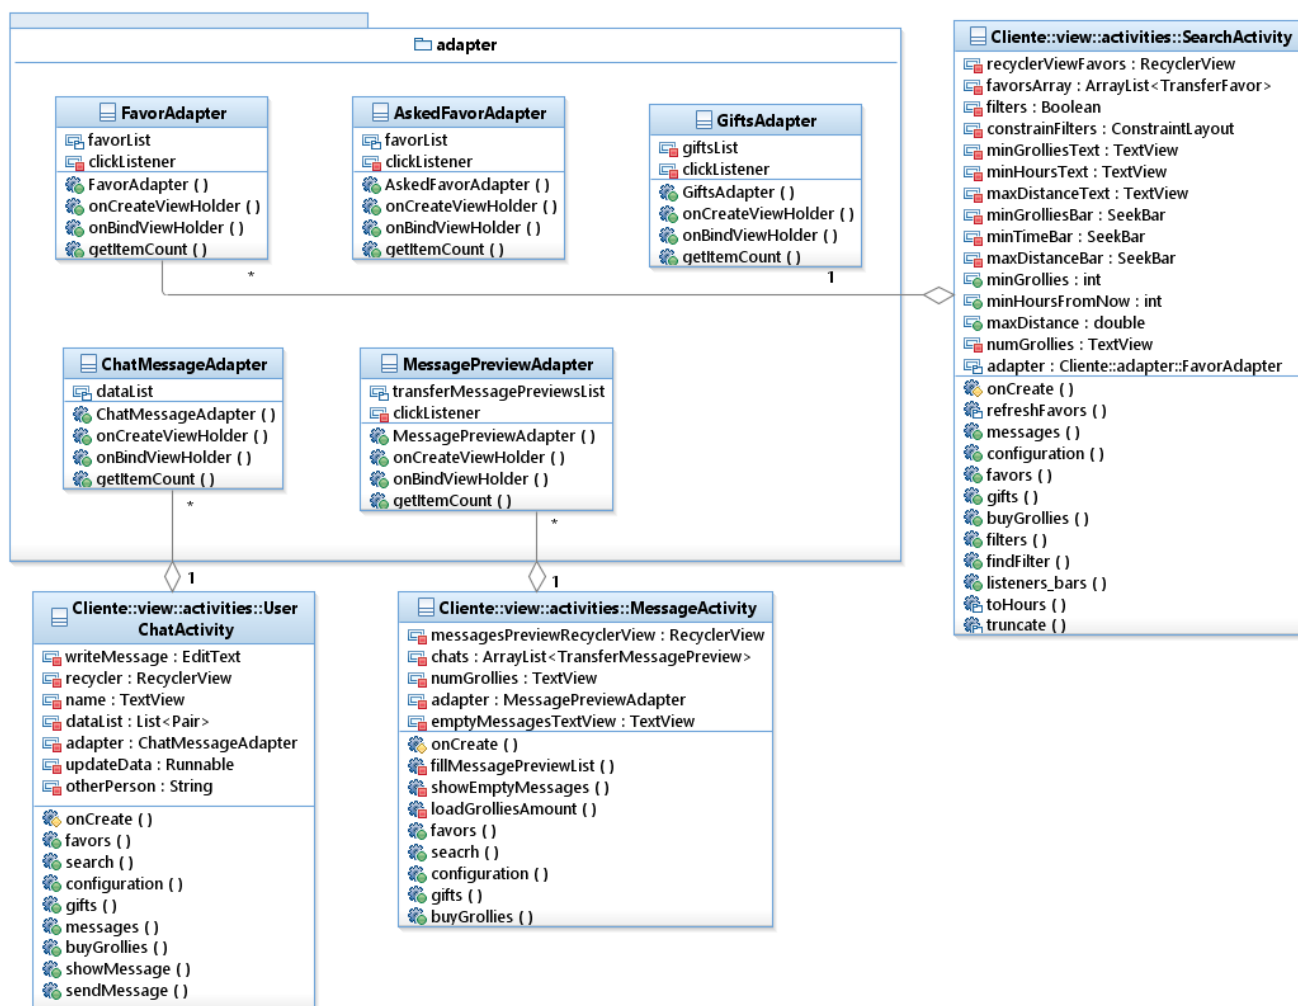 adapter
FavorAdapter
favorList
clickListener
FavorAdapter ( )
onCreateViewHolder ( )
onBindViewHolder ( )
getItemCount ( )
*
AskedFavorAdapter
favorList
clickListener
AskedFavorAdapter ( )
onCreateViewHolder ( )
onBindViewHolder ( )
getItemCount ( )
GiftsAdapter
giftsList
clickListener
GiftsAdapter ( )
onCreateViewHolder ( )
onBindViewHolder ( )
getItemCount ( )
1
Cliente::view::activities::SearchActivity
recyclerViewFavors : RecyclerView
favorsArray : ArrayList<TransferFavor>
filters : Boolean
constrainFilters : ConstraintLayout
minGrolliesText : TextView
minHoursText : TextView
maxDistanceText : TextView
minGrolliesBar : SeekBar
minTimeBar : SeekBar
maxDistanceBar : SeekBar
minGrollies : int
minHoursFromNow : int
maxDistance : double
numGrollies : TextView
adapter : Cliente::adapter::FavorAdapter
onCreate ( )
refreshFavors ( )
messages ( )
configuration ( )
favors ( )
gifts ( )
buyGrollies ( )
filters ( )
findFilter ( )
listeners_bars ( )
toHours ( )
truncate ( )
ChatMessageAdapter
dataList
ChatMessageAdapter ( )
onCreateViewHolder ( )
onBindViewHolder ( )
getItemCount ( )
*
1
MessagePreviewAdapter
transferMessagePreviewsList
clickListener
MessagePreviewAdapter ( )
onCreateViewHolder ( )
onBindViewHolder ( )
getItemCount ( )
*
1
Cliente::view::activities::User
ChatActivity
writeMessage : EditText
recycler : RecyclerView
name : TextView
dataList : List<Pair>
adapter : ChatMessageAdapter
updateData : Runnable
otherPerson : String
onCreate ( )
favors ( )
search ( )
configuration ( )
gifts ( )
messages ( )
buyGrollies ( )
showMessage ( )
sendMessage ( )
Cliente::view::activities::MessageActivity
messagesPreviewRecyclerView : RecyclerView
chats : ArrayList<TransferMessagePreview>
numGrollies : TextView
adapter : MessagePreviewAdapter
emptyMessagesTextView : TextView
onCreate ( )
fillMessagePreviewList ( )
showEmptyMessages ( )
loadGrolliesAmount ( )
favors ( )
seacrh ( )
configuration ( )
gifts ( )
buyGrollies ( )